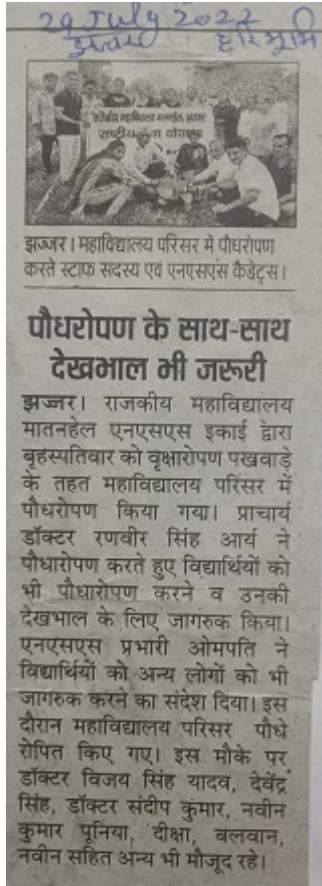 29 July 2022
झज्जर हरिभूमि
झज्जर। महाविद्यालय परिसर में पौधरोपण
करते स्टाफ सदस्य एवं एनएसएस कैडेट्स।
पौधरोपण के साथ-साथ
देखभाल भी जरूरी
झज्जर। राजकीय महाविद्यालय
मातनहेल एनएसएस इकाई द्वारा
बृहस्पतिवार को वृक्षारोपण पखवाड़े
के तहत महाविद्यालय परिसर में
पौधरोपण किया गया। प्राचार्य
डॉक्टर रणवीर सिंह आर्य ने
पौधारोपण करते हुए विद्यार्थियों को
भी पौधारोपण करने व उनकी
देखभाल के लिए जागरुक किया।
एनएसएस प्रभारी ओमपति ने
विद्यार्थियों को अन्य लोगों को भी
जागरुक करने का संदेश दिया। इस
दौरान महाविद्यालय परिसर पौधे
रोपित किए गए। इस मौके पर
डॉक्टर विजय सिंह यादव, देवेंद्र
सिंह, डॉक्टर संदीप कुमार, नवीन
कुमार पूनिया, दीक्षा, बलवान,
नवीन सहित अन्य भी मौजूद रहे।